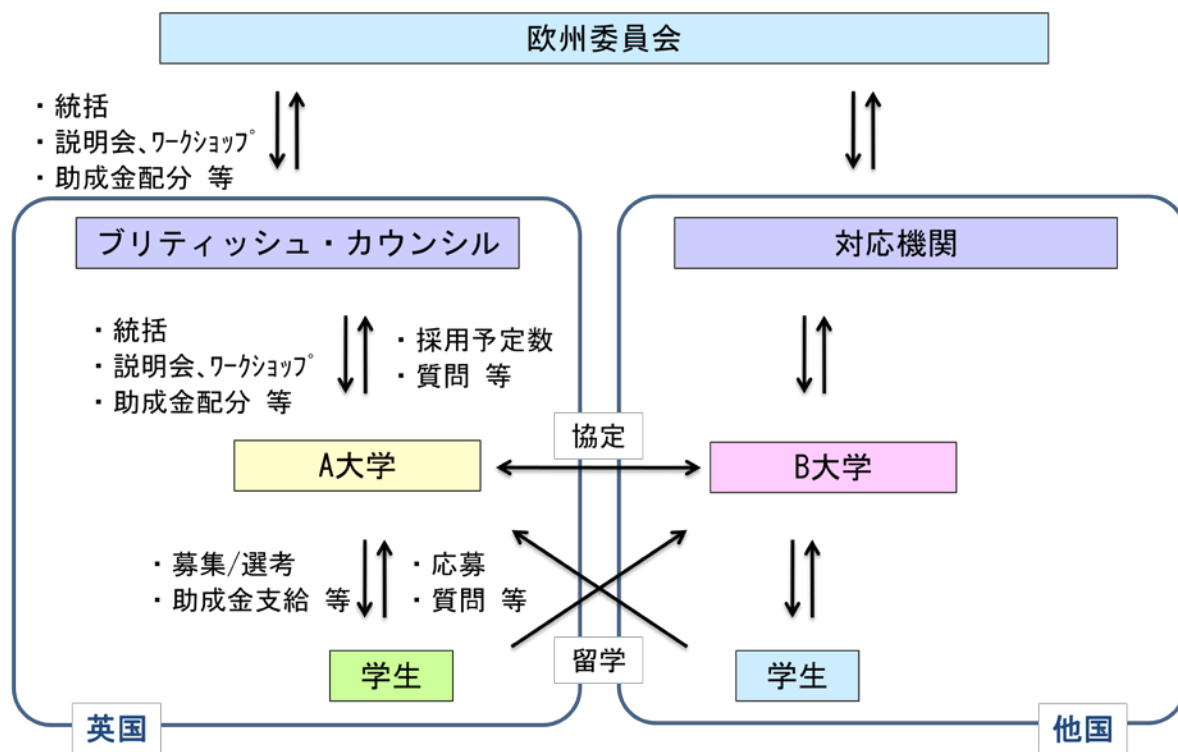 欧州委員会
・統括
・説明会、ﾜｰｸｼｮｯﾌﾟ
・助成金配分 等
ブリティッシュ・カウンシル
対応機関
・統括
・説明会、ﾜｰｸｼｮｯﾌﾟ
・助成金配分 等
・採用予定数
・質問 等
協定
A大学
B大学
・募集/選考
・助成金支給 等
・応募
・質問 等
留学
学生
学生
英国
他国